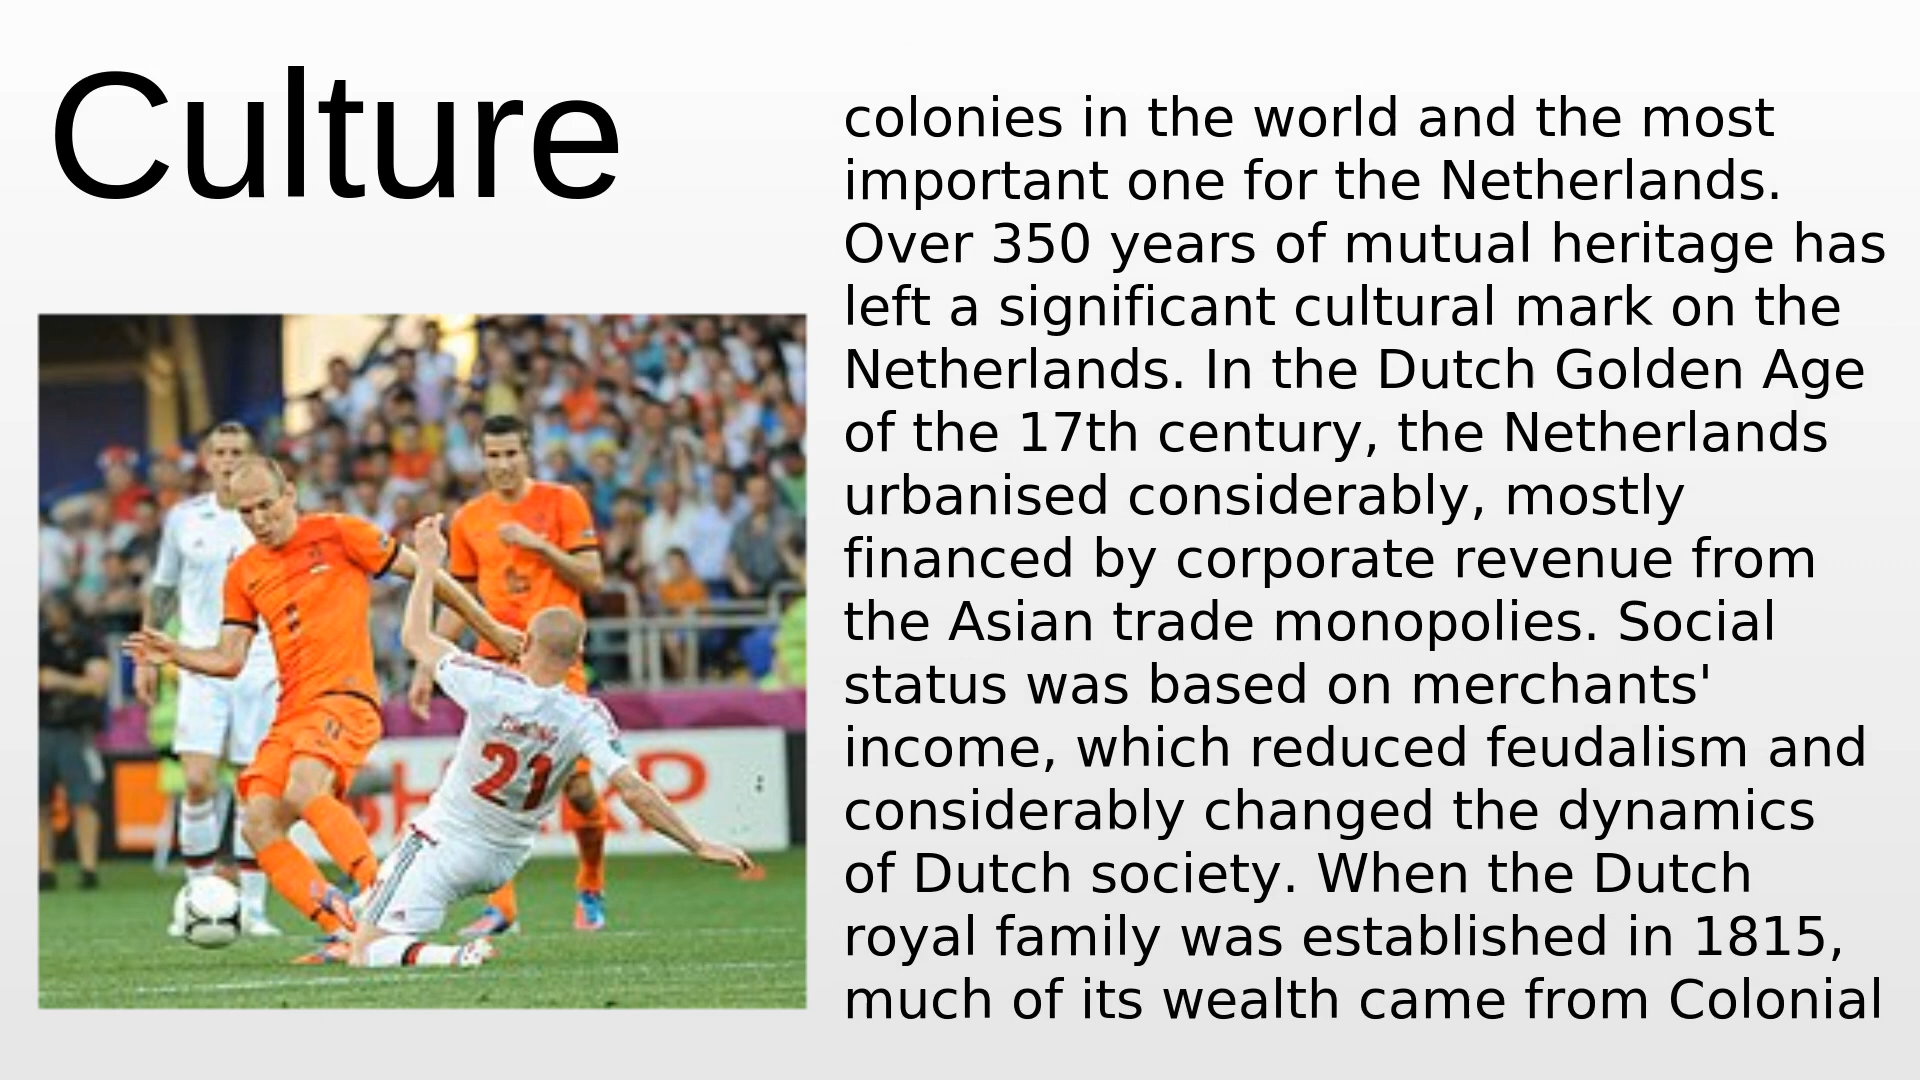 Culture
colonies in the world and the most
important one for the Netherlands.
Over 350 years of mutual heritage has
left a significant cultural mark on the
Netherlands. In the Dutch Golden Age
of the 17th century, the Netherlands
urbanised considerably, mostly
financed by corporate revenue from
the Asian trade monopolies. Social
status was based on merchants'
income, which reduced feudalism and
considerably changed the dynamics
of Dutch society. When the Dutch
royal family was established in 1815,
much of its wealth came from Colonial
21
11